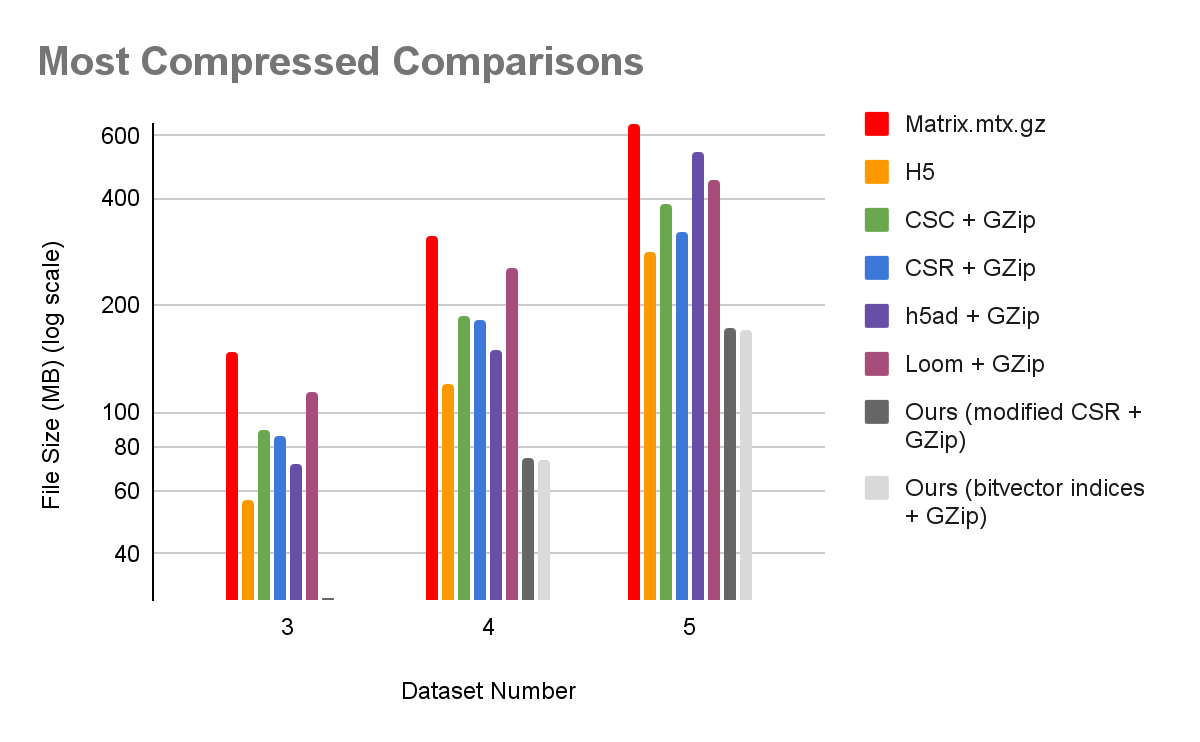 Most Compressed Comparisons
File Size (MB) (log scale)
600
400
200
100
80
60
40
3
4
5
Dataset Number
Matrix.mtx.gz
H5
CSC + GZip
CSR + GZip
h5ad + GZip
Loom + GZip
Ours (modified CSR +
GZip)
Ours (bitvector indices
+ GZip)